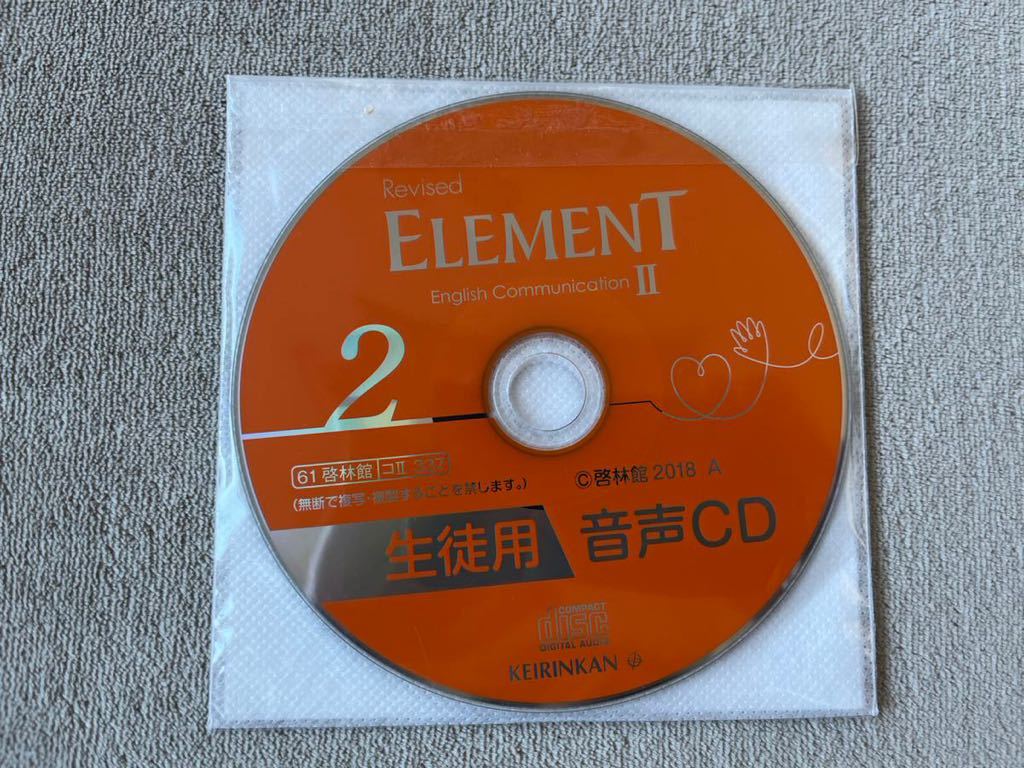 Revised
ELEMENT
English Communication II
2
61 啓林館 コII 337
(無断で複写・複製することを禁します。)
©啓林館 2018 A
生徒用 音声CD
COMPACT
disc
DIGITAL AUDIO
KEIRINKAN